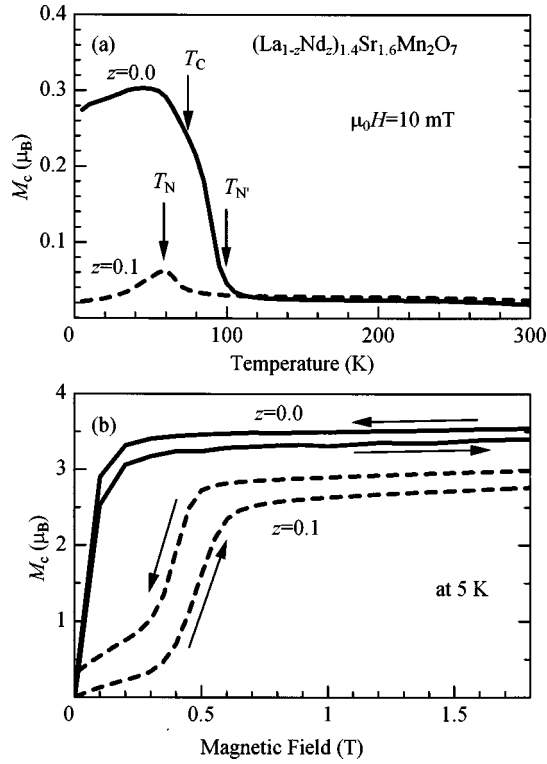 0.4
(a)
(La1-zNdz)1.4Sr1.6Mn2O7
TC
z=0.0
0.3
μ0H=10 mT
Mc (μB)
0.2
TN
TN'
0.1
z=0.1
0
0 100 200 300
Temperature (K)
4
(b)
z=0.0
3
Mc (μB)
2
z=0.1
1
at 5 K
0 0.5 1 1.5
Magnetic Field (T)